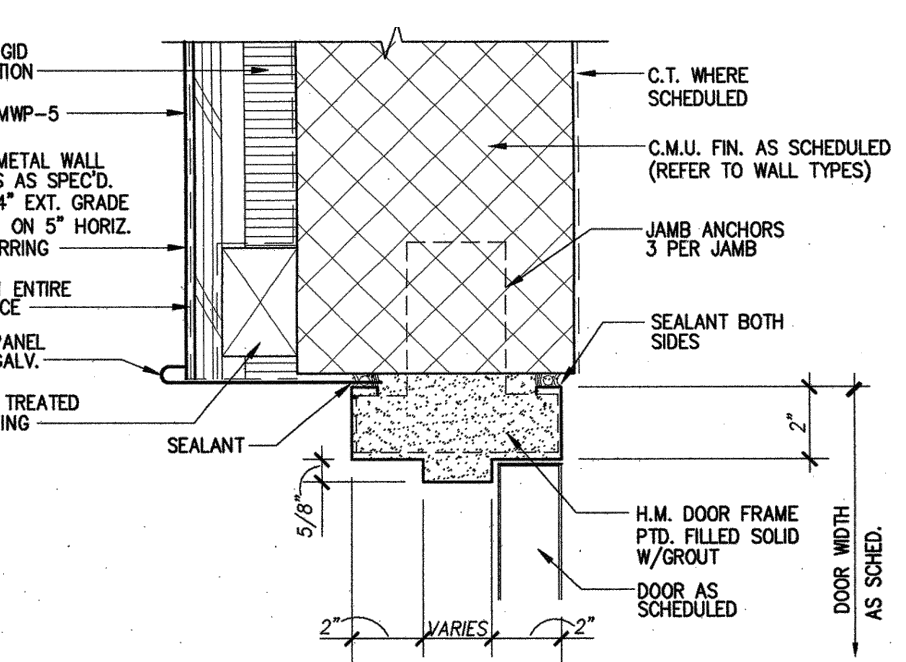 GID
TION
MWP-5
METAL WALL
S AS SPEC'D.
4" EXT. GRADE
ON 5" HORIZ.
RRING
ENTIRE
CE
PANEL
GALV.
TREATED
ING
SEALANT
C.T. WHERE
SCHEDULED
C.M.U. FIN. AS SCHEDULED
(REFER TO WALL TYPES)
JAMB ANCHORS
3 PER JAMB
SEALANT BOTH
SIDES
2"
H.M. DOOR FRAME
PTD. FILLED SOLID
W/GROUT
DOOR AS
SCHEDULED
DOOR WIDTH
AS SCHED.
5/8"
2"
VARIES
2"